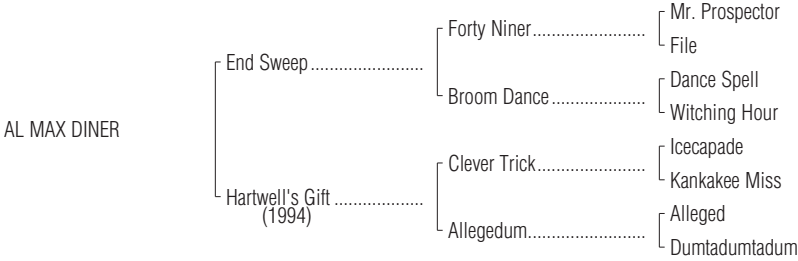 Mr. Prospector
Forty Niner........................
File
End Sweep........................
Dance Spell
Broom Dance....................
Witching Hour
AL MAX DINER
Icecapade
Clever Trick.......................
Kankakee Miss
Hartwell's Gift ...................
(1994)
Alleged
Allegedum.........................
Dumtadumtadum